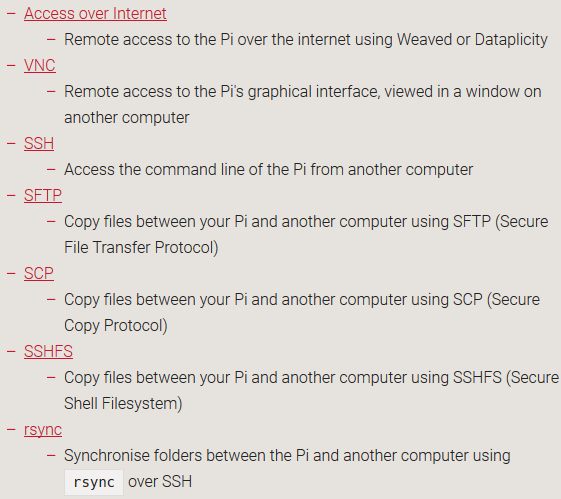 – Access over Internet
– Remote access to the Pi over the internet using Weaved or Dataplicity
– VNC
– Remote access to the Pi's graphical interface, viewed in a window on
another computer
– SSH
– Access the command line of the Pi from another computer
– SFTP
– Copy files between your Pi and another computer using SFTP (Secure
File Transfer Protocol)
– SCP
– Copy files between your Pi and another computer using SCP (Secure
Copy Protocol)
– SSHFS
– Copy files between your Pi and another computer using SSHFS (Secure
Shell Filesystem)
– rsync
– Synchronise folders between the Pi and another computer using
rsync over SSH